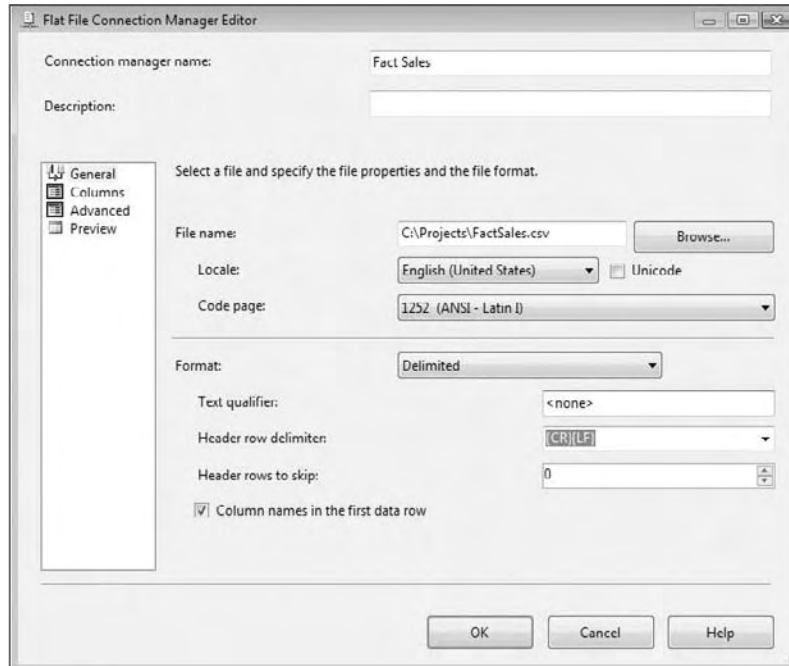 Flat File Connection Manager Editor
Connection manager name: Fact Sales
Description:
General
Columns
Advanced
Preview
Select a file and specify the file properties and the file format.
File name: C:\Projects\FactSales.csv Browse...
Locale: English (United States) Unicode
Code page: 1252 (ANSI - Latin I)
Format: Delimited
Text qualifier: <none>
Header row delimiter: {CR}{LF}
Header rows to skip: 0
Column names in the first data row
OK Cancel Help